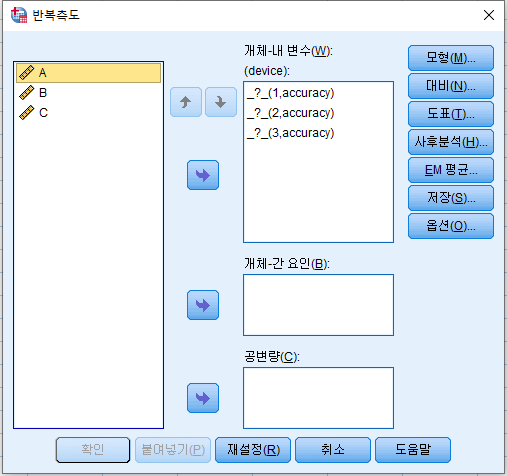 반복측도
개체-내 변수(W):
(device):
A
B
C
_?_(1,accuracy)
_?_(2,accuracy)
_?_(3,accuracy)
모형(M)...
대비(N)...
도표(T)...
사후분석(H)...
EM 평균...
저장(S)...
옵션(O)...
개체-간 요인(B):
공변량(C):
확인
붙여넣기(P)
재설정(R)
취소
도움말